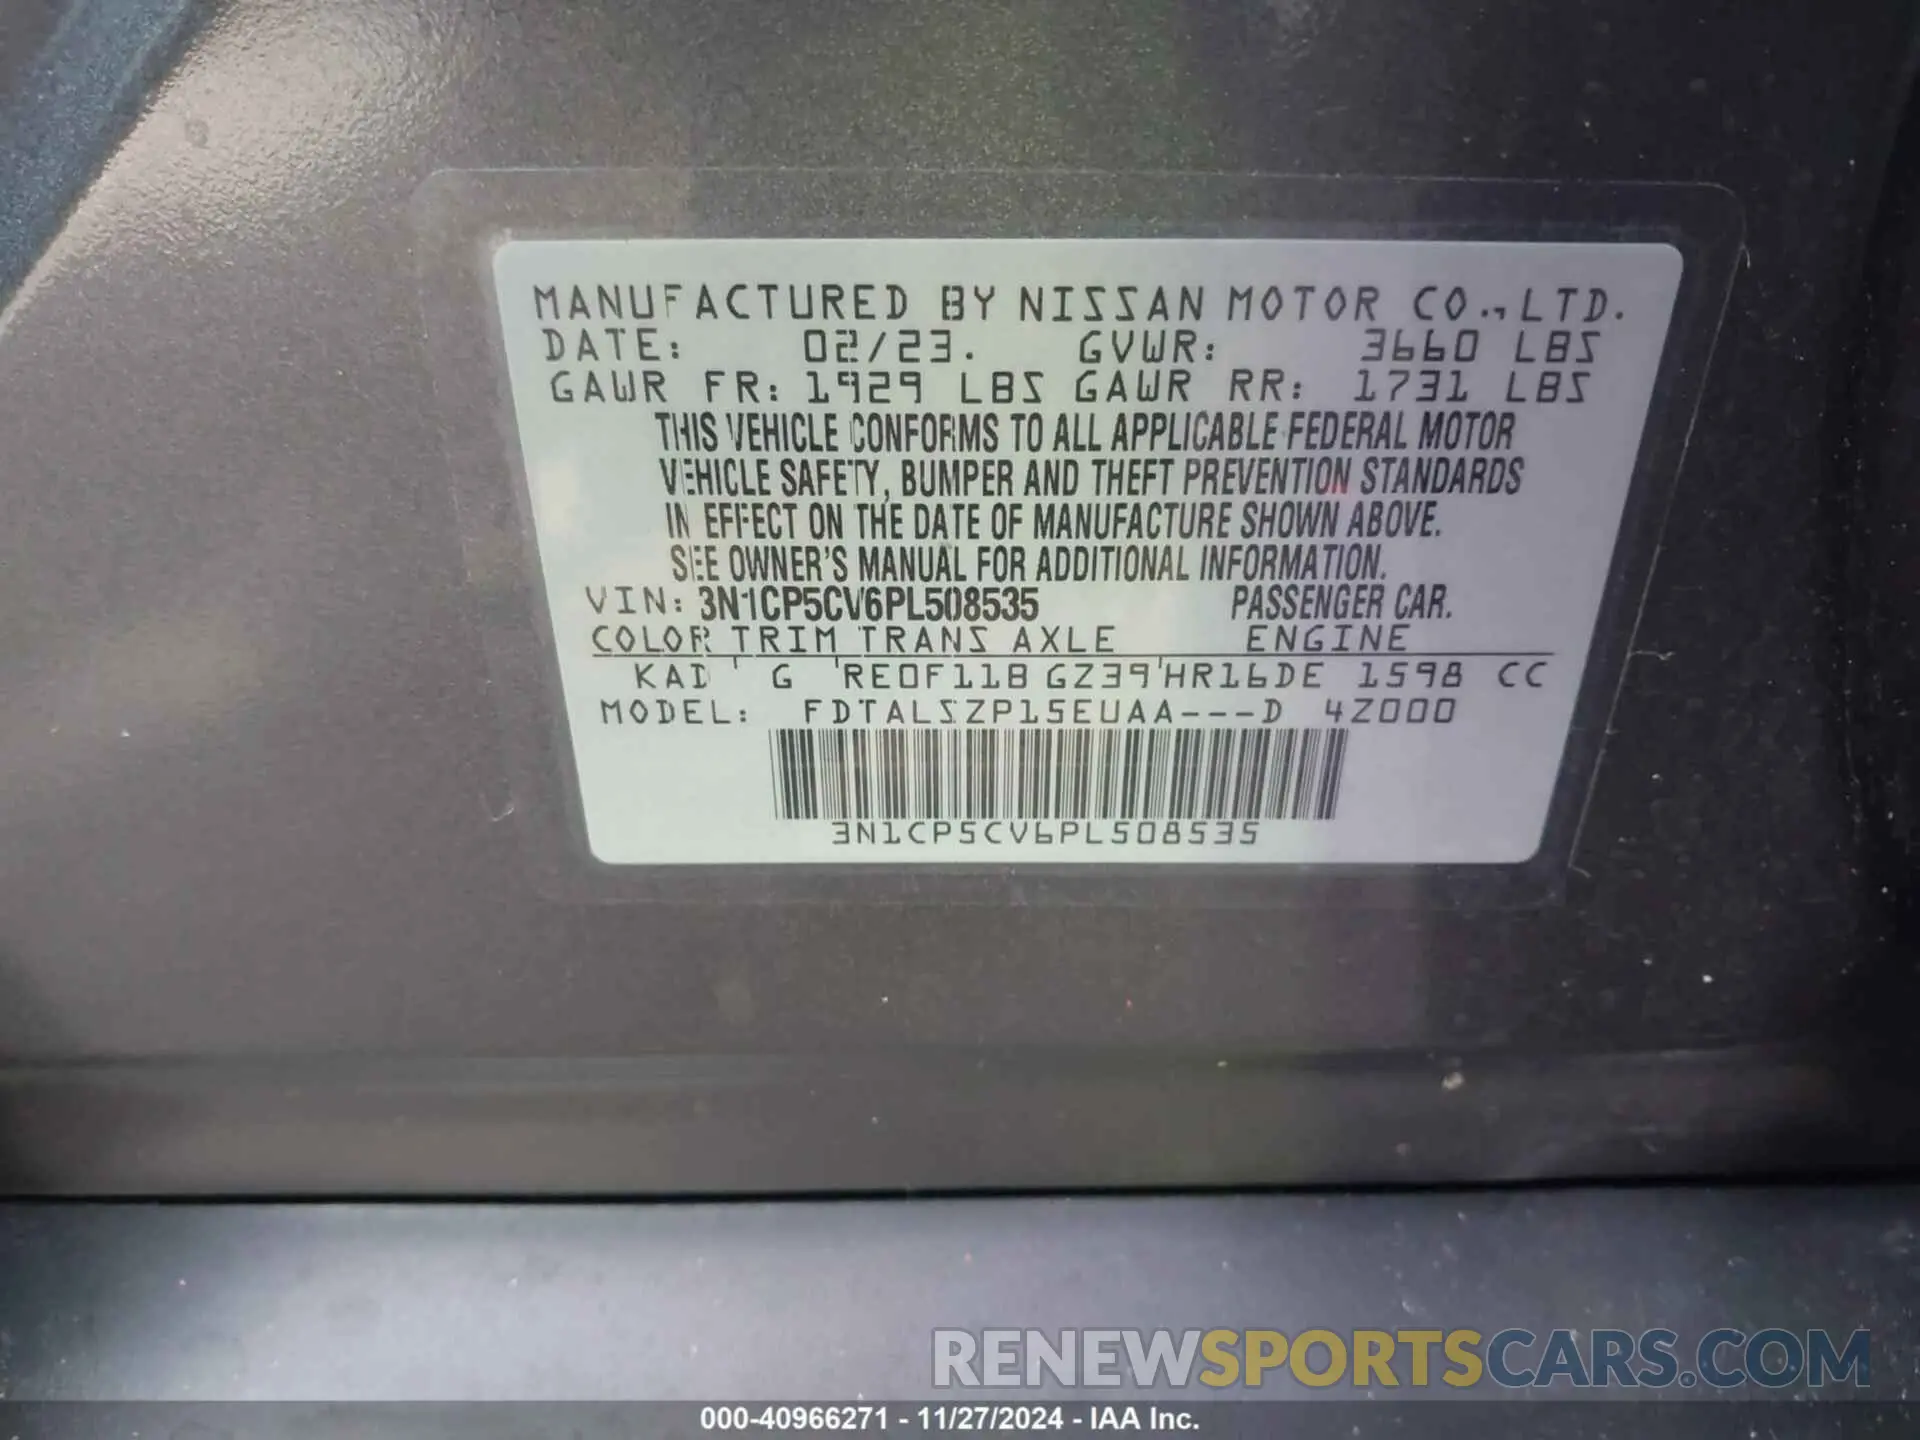 MANUFACTURED BY NISSAN MOTOR CO.,LTD.
DATE: 02/23. GVWR: 3660 LBS
GAWR FR: 1929 LBS GAWR RR: 1731 LBS
THIS VEHICLE CONFORMS TO ALL APPLICABLE FEDERAL MOTOR
VEHICLE SAFETY, BUMPER AND THEFT PREVENTION STANDARDS
IN EFFECT ON THE DATE OF MANUFACTURE SHOWN ABOVE.
SEE OWNER'S MANUAL FOR ADDITIONAL INFORMATION.
VIN: 3N1CP5CV6PL508535 PASSENGER CAR.
COLOR TRIM TRANS AXLE ENGINE
KAD G RE0F11B GZ39 HR16DE 1598 CC
MODEL: FDTALSZP15EUAA---D 4Z000
3N1CP5CV6PL508535
RENEWSPORTSCARS.COM
000-40966271 - 11/27/2024 - IAA Inc.